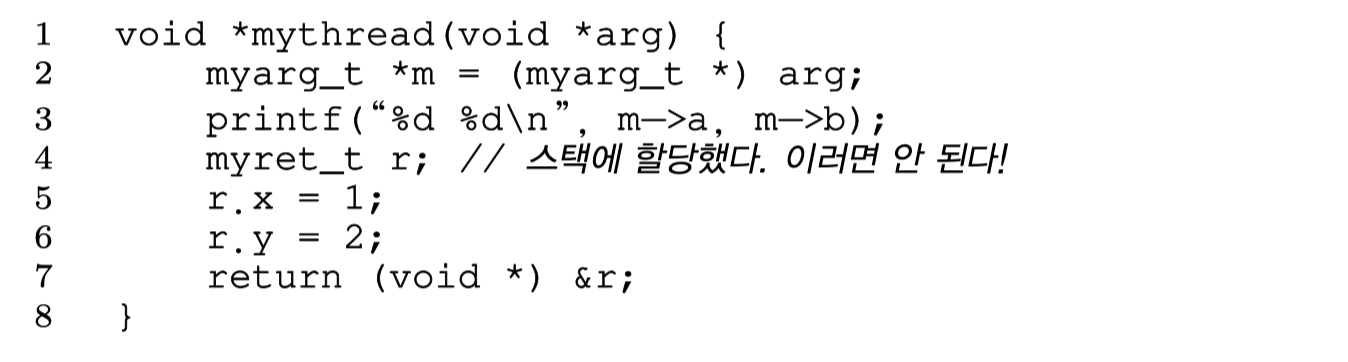 1 void *mythread(void *arg) {
2 myarg_t *m = (myarg_t *) arg;
3 printf(“%d %d\n”, m—>a, m—>b);
4 myret_t r; // 스택에 할당했다. 이러면 안 된다!
5 r.x = 1;
6 r.y = 2;
7 return (void *) &r;
8 }